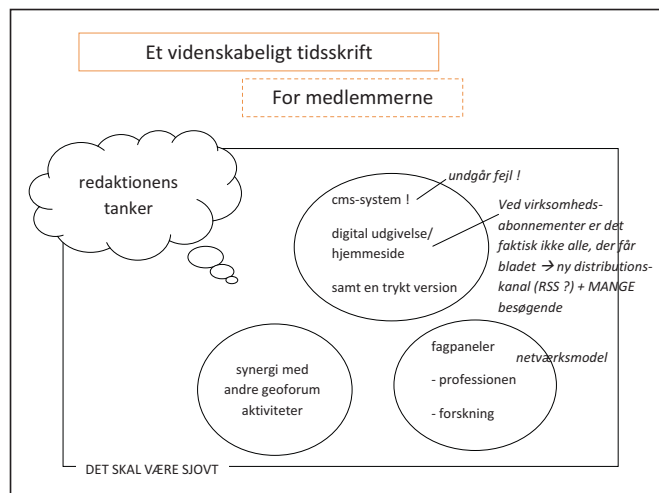 Et videnskabeligt tidsskrift
For medlemmerne
redaktionens
tanker
cms-system !
digital udgivelse/
hjemmeside
samt en trykt version
undgår fejl !
Ved virksomheds-
abonnementer er det
faktisk ikke alle, der får
bladet → ny distributions-
kanal (RSS ?) + MANGE
besøgende
synergi med
andre geoforum
aktiviteter
fagpaneler
- professionen
- forskning
netværksmodel
DET SKAL VÆRE SJOVT